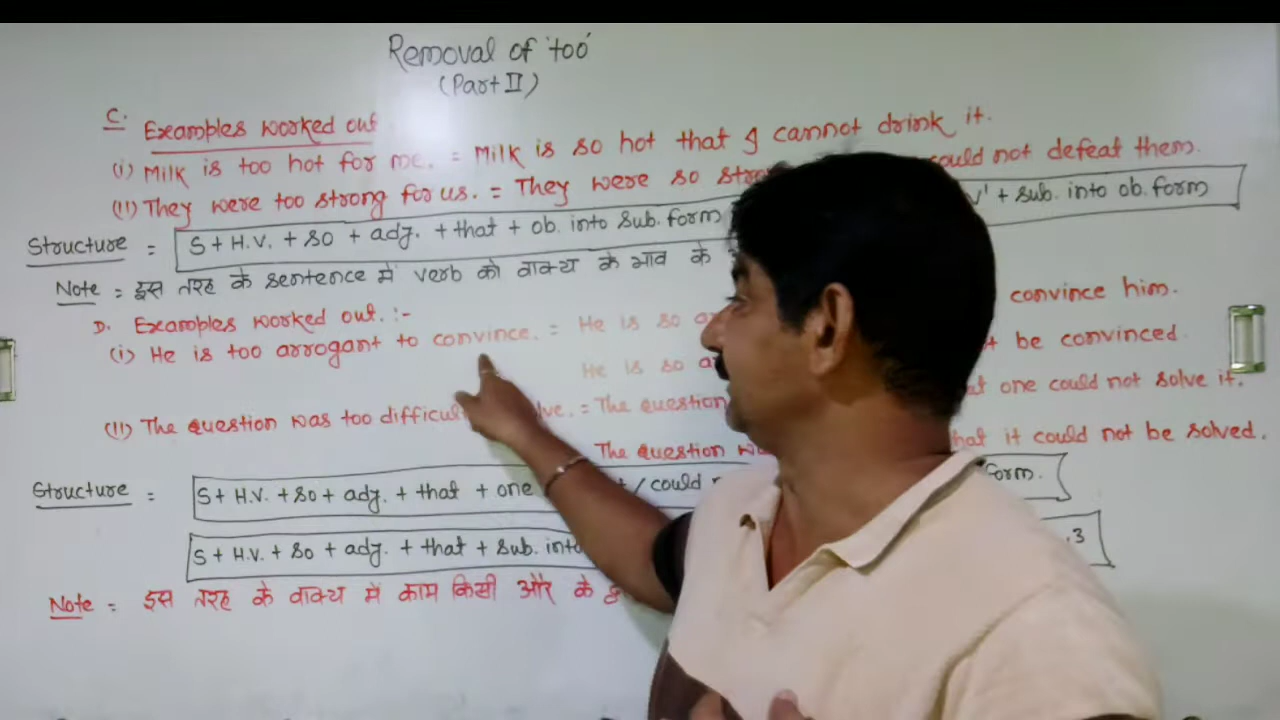 Removal of 'too'
(Part II)
C. Examples worked out
(i) Milk is too hot for me. = Milk is so hot that I cannot drink it.
(ii) They were too strong for us. = They were so could not defeat them.
Structure = S + H.V. + so + adj. + that + ob. into sub. form + sub. into ob. form
Note = इस तरह के sentence में verb को वाक्य के भाव के
D. Examples worked out :-
(i) He is too arrogant to convince. = He is so convince him.
He is so be convinced
(ii) The question was too = The question one could not solve it.
The question that it could not be solved.
Structure = S + H.V. + so + adj. + that + one / could form.
S + H.V. + so + adj. + that + sub. into .3
Note = इस तरह के वाक्य में काम किसी और के